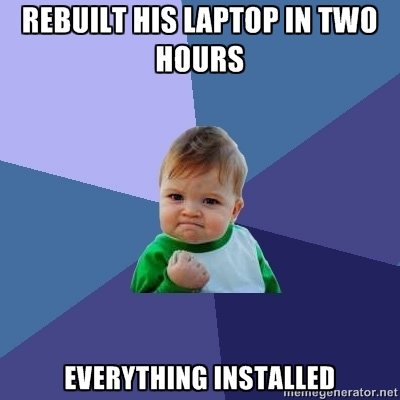 REBUILT HIS LAPTOP IN TWO
HOURS
EVERYTHING INSTALLED
memegenerator.net